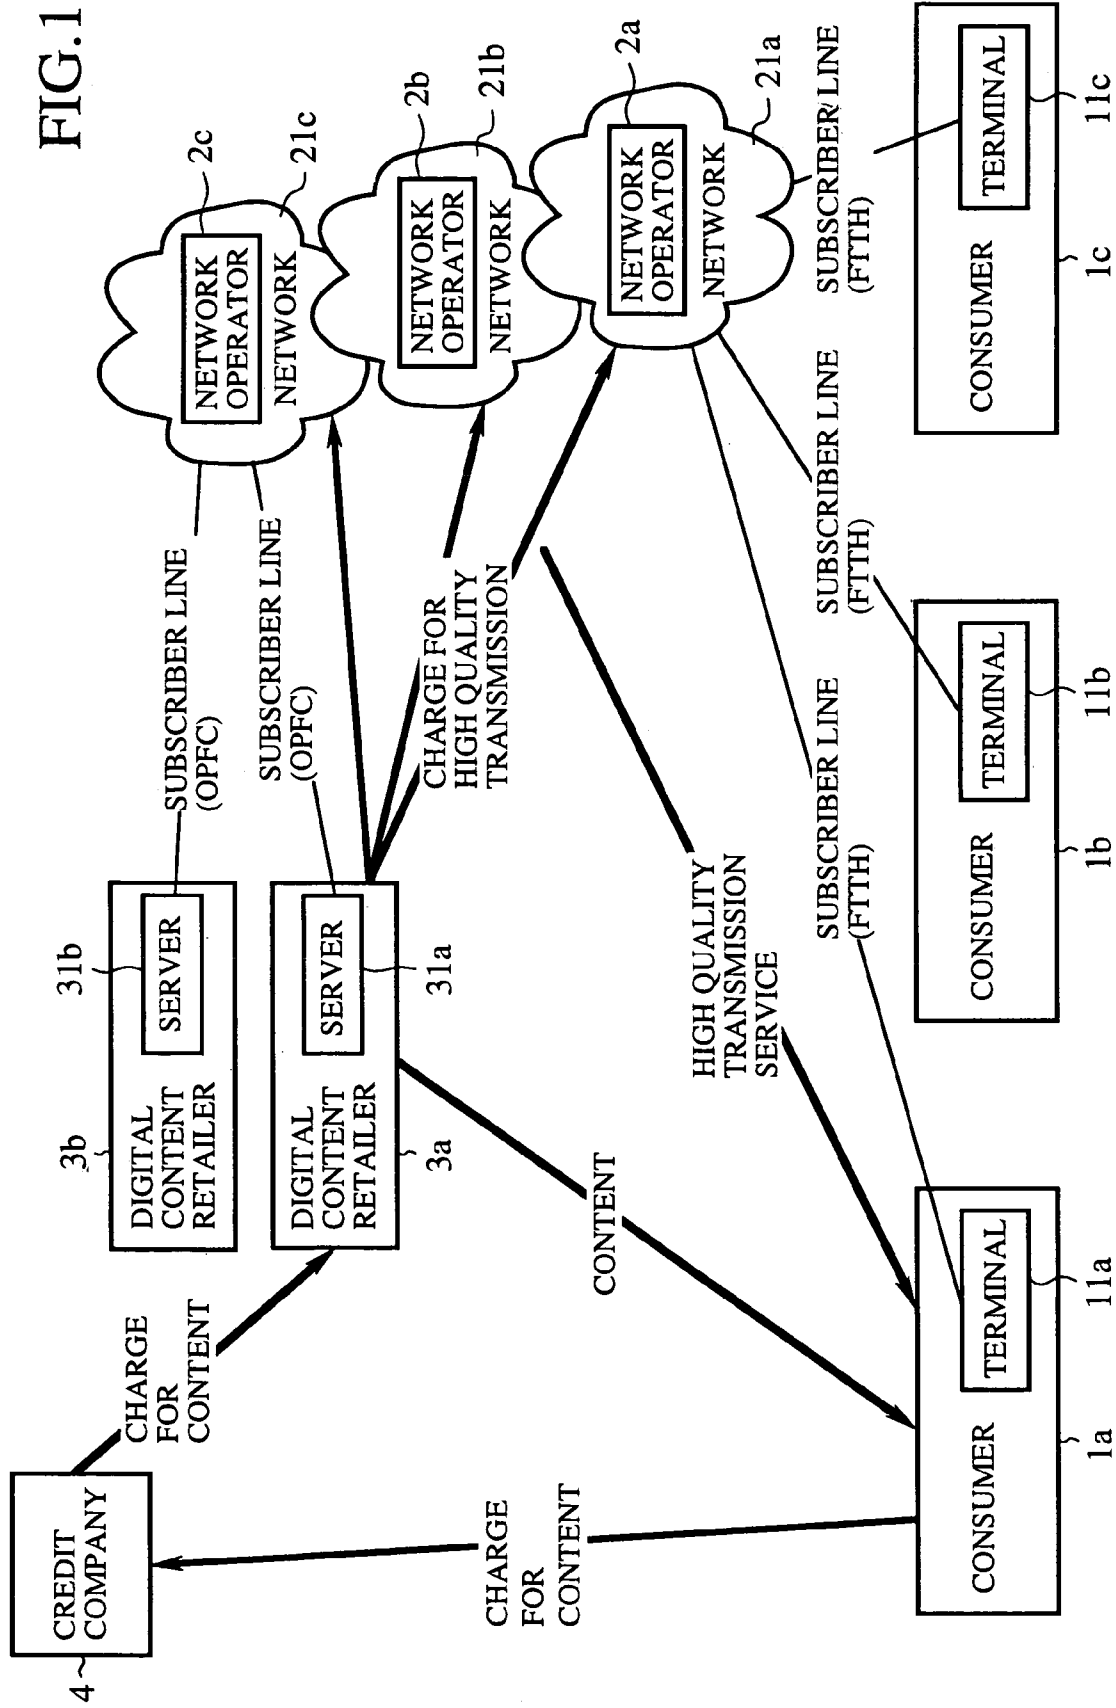 FIG.1
4
CREDIT
COMPANY
CHARGE
FOR
CONTENT
CHARGE
FOR
CONTENT
3b
31b
DIGITAL
CONTENT
RETAILER
SERVER
SUBSCRIBER LINE
(OPFC)
3a
31a
DIGITAL
CONTENT
RETAILER
SERVER
SUBSCRIBER LINE
(OPFC)
2c
21c
NETWORK
OPERATOR
NETWORK
2b
21b
NETWORK
OPERATOR
NETWORK
2a
21a
NETWORK
OPERATOR
NETWORK
CHARGE FOR
HIGH QUALITY
TRANSMISSION
CONTENT
HIGH QUALITY
TRANSMISSION
SERVICE
SUBSCRIBER LINE
(FTTH)
SUBSCRIBER LINE
(FTTH)
SUBSCRIBER LINE
(FTTH)
CONSUMER
TERMINAL
1a
11a
CONSUMER
TERMINAL
1b
11b
CONSUMER
TERMINAL
1c
11c